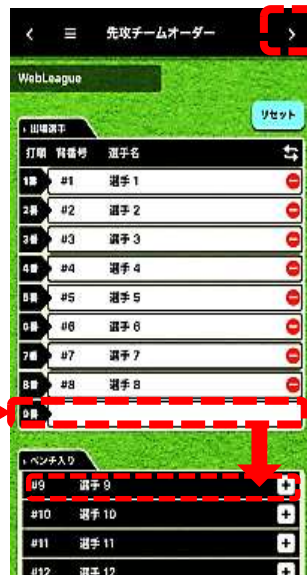 先攻チームオーダー
WebLeague
リセット
出場選手
打順 背番号 選手名
1番 #1 選手 1
2番 #2 選手 2
3番 #3 選手 3
4番 #4 選手 4
5番 #5 選手 5
6番 #6 選手 6
7番 #7 選手 7
8番 #8 選手 8
9番
ベンチ入り
#9 選手 9
#10 選手 10
#11 選手 11
#12 選手 12